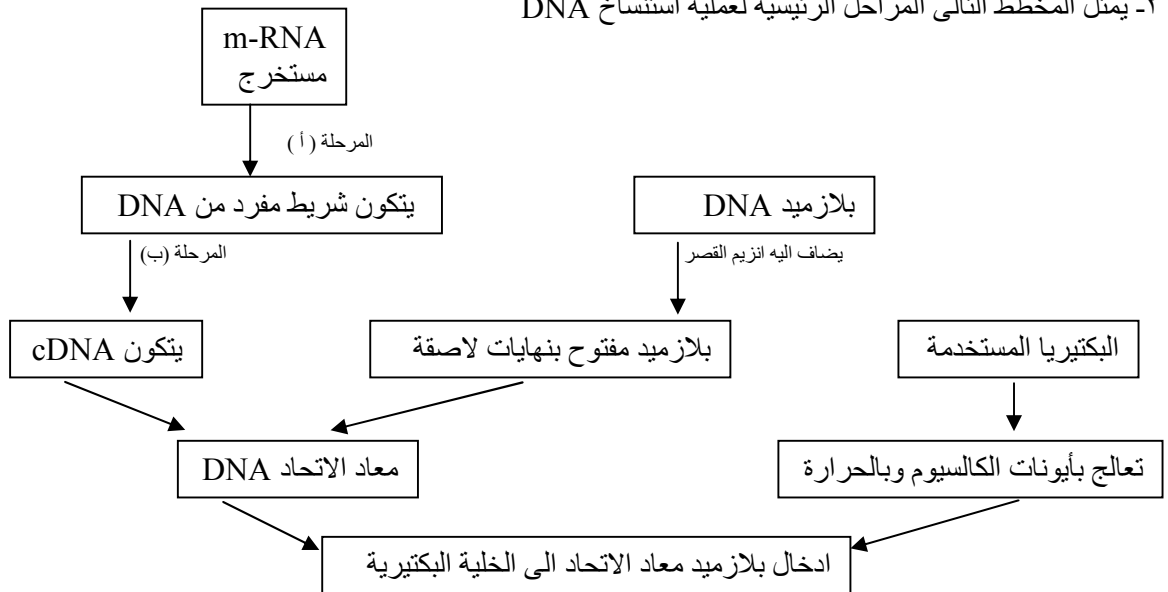 ٢- يمثل المخطط التالى المراحل الرئيسية لعملية استنساخ DNA
m-RNA
مستخرج
المرحلة ( أ )
يتكون شريط مفرد من DNA
بلازميد DNA
المرحلة (ب)
يضاف اليه انزيم القصر
يتكون cDNA
بلازميد مفتوح بنهايات لاصقة
البكتيريا المستخدمة
معاد الاتحاد DNA
تعالج بأيونات الكالسيوم وبالحرارة
ادخال بلازميد معاد الاتحاد الى الخلية البكتيرية